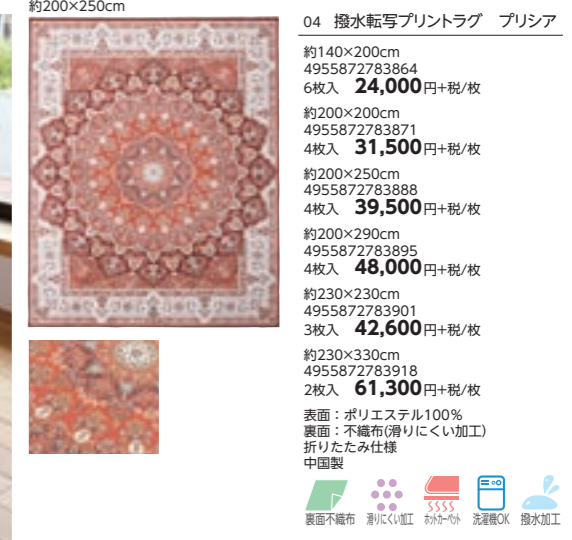 約200×250cm
04 撥水転写プリントラグ　プリシア
約140×200cm
4955872783864
6枚入　24,000円+税/枚
約200×200cm
4955872783871
4枚入　31,500円+税/枚
約200×250cm
4955872783888
4枚入　39,500円+税/枚
約200×290cm
4955872783895
4枚入　48,000円+税/枚
約230×230cm
4955872783901
3枚入　42,600円+税/枚
約230×330cm
4955872783918
2枚入　61,300円+税/枚
表面：ポリエステル100%
裏面：不織布(滑りにくい加工)
折りたたみ仕様
中国製
裏面不織布　滑りにくい加工　ホットカーペット　洗濯機OK　撥水加工